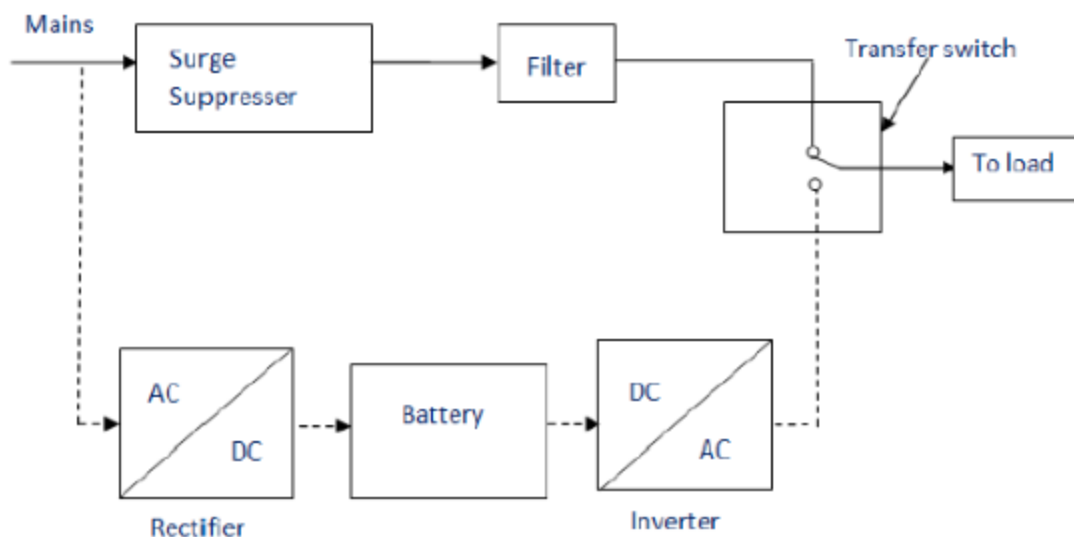 Mains
Surge
Suppresser
Filter
Transfer switch
To load
AC
DC
Rectifier
Battery
DC
AC
Inverter